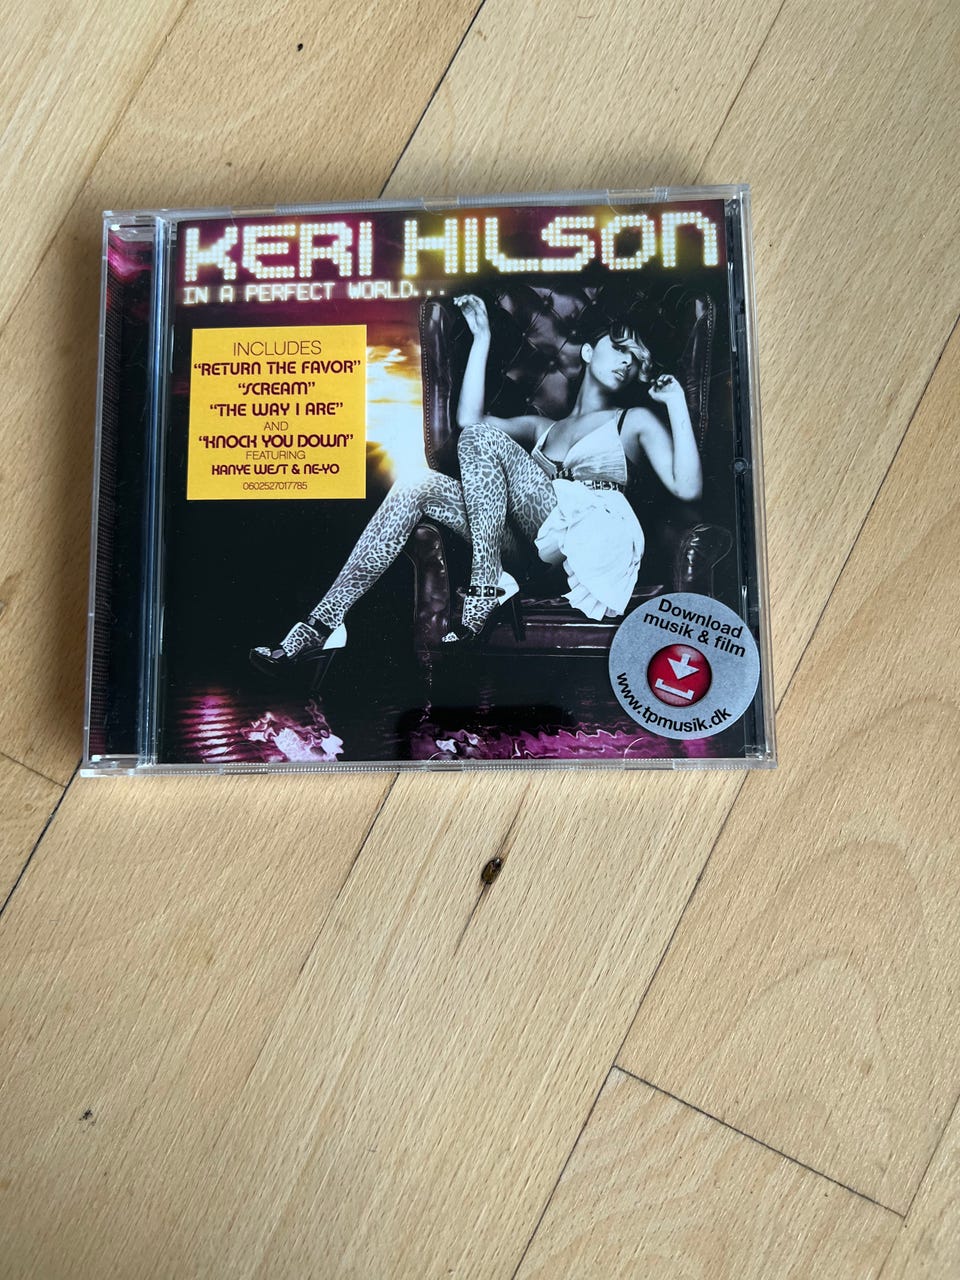 KERI HILSON
IN A PERFECT WORLD...
INCLUDES
"RETURN THE FAVOR"
"SCREAM"
"THE WAY I ARE"
AND
"KNOCK YOU DOWN"
FEATURING
KANYE WEST & NE-YO
0602527017785
Download
musik & film
www.tpmusik.dk